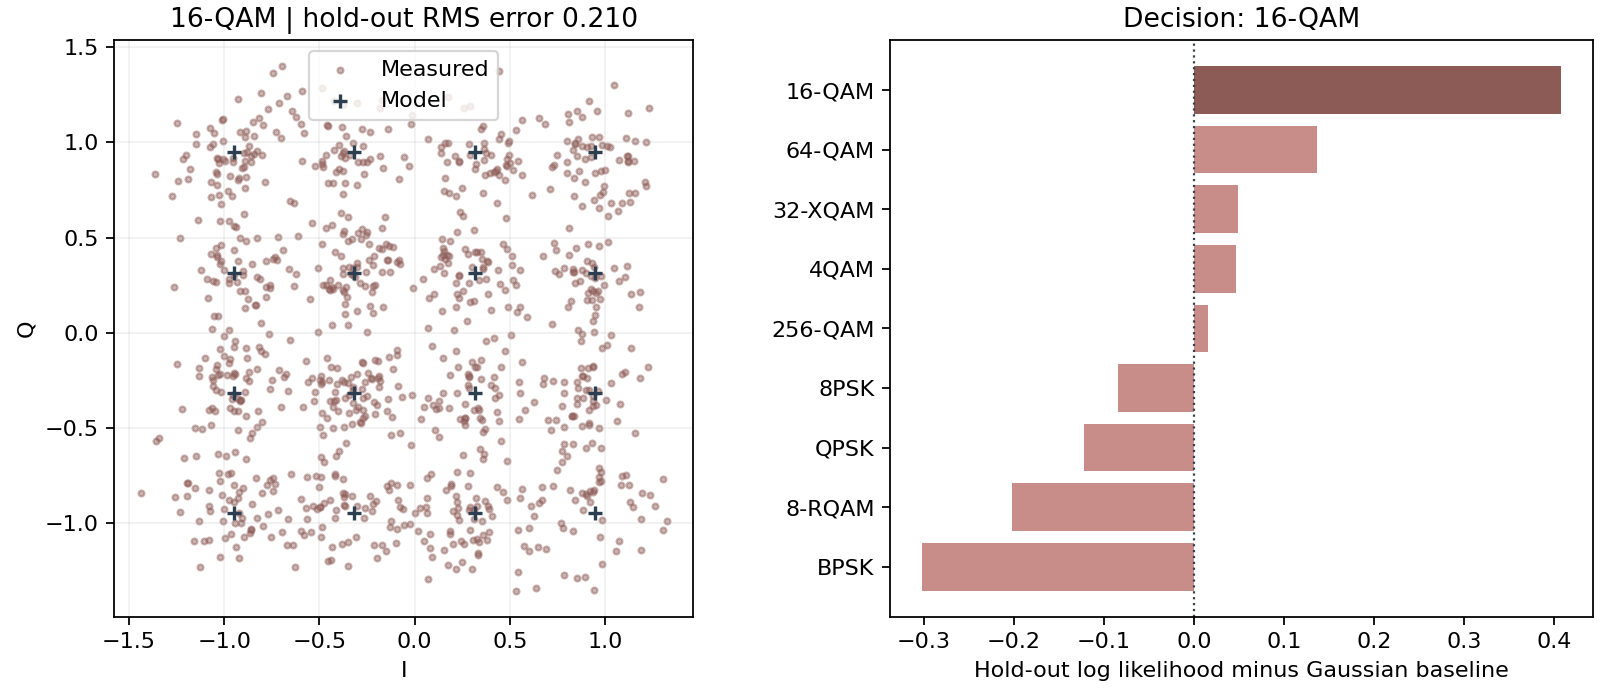 16-QAM | hold-out RMS error 0.210
Measured
Model
Q
1.5
1.0
0.5
0.0
−0.5
−1.0
−1.5
−1.0
−0.5
0.0
0.5
1.0
I
Decision: 16-QAM
16-QAM
64-QAM
32-XQAM
4QAM
256-QAM
8PSK
QPSK
8-RQAM
BPSK
−0.3
−0.2
−0.1
0.0
0.1
0.2
0.3
0.4
Hold-out log likelihood minus Gaussian baseline